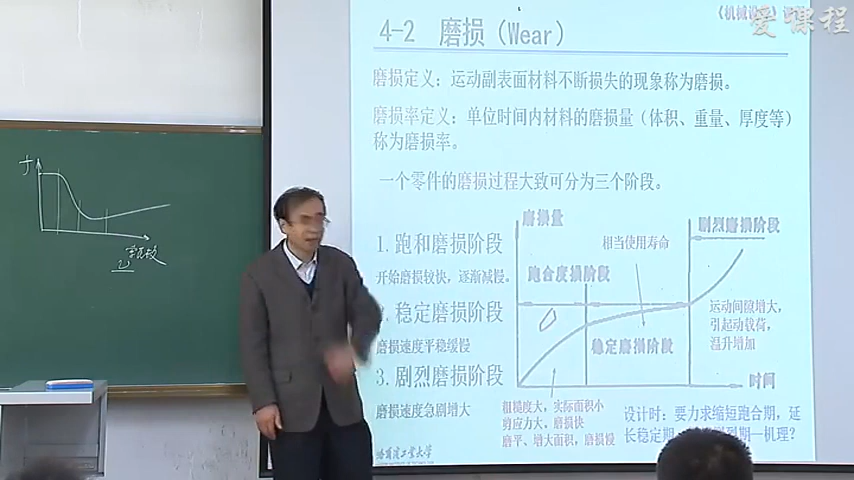 《机械设
爱课程
4-2 磨损（Wear）
磨损定义：运动副表面材料不断损失的现象称为磨损。
磨损率定义：单位时间内材料的磨损量（体积、重量、厚度等）
称为磨损率。
一个零件的磨损过程大致可分为三个阶段。
1.跑和磨损阶段
开始磨损较快，逐渐减慢。
稳定磨损阶段
磨损速度平稳缓慢
3.剧烈磨损阶段
磨损速度急剧增大
磨损量
相当使用寿命
剧烈磨损阶段
跑合度损阶段
稳定磨损阶段
运动间隙增大，
引起动载荷，
温升增加
时间
粗糙度大，实际面积小
剪应力大，磨损快
磨平、增大面积，磨损慢
设计时：要力求缩短跑合期，延
长稳定期
期—机理？
哈尔滨工业大学
f